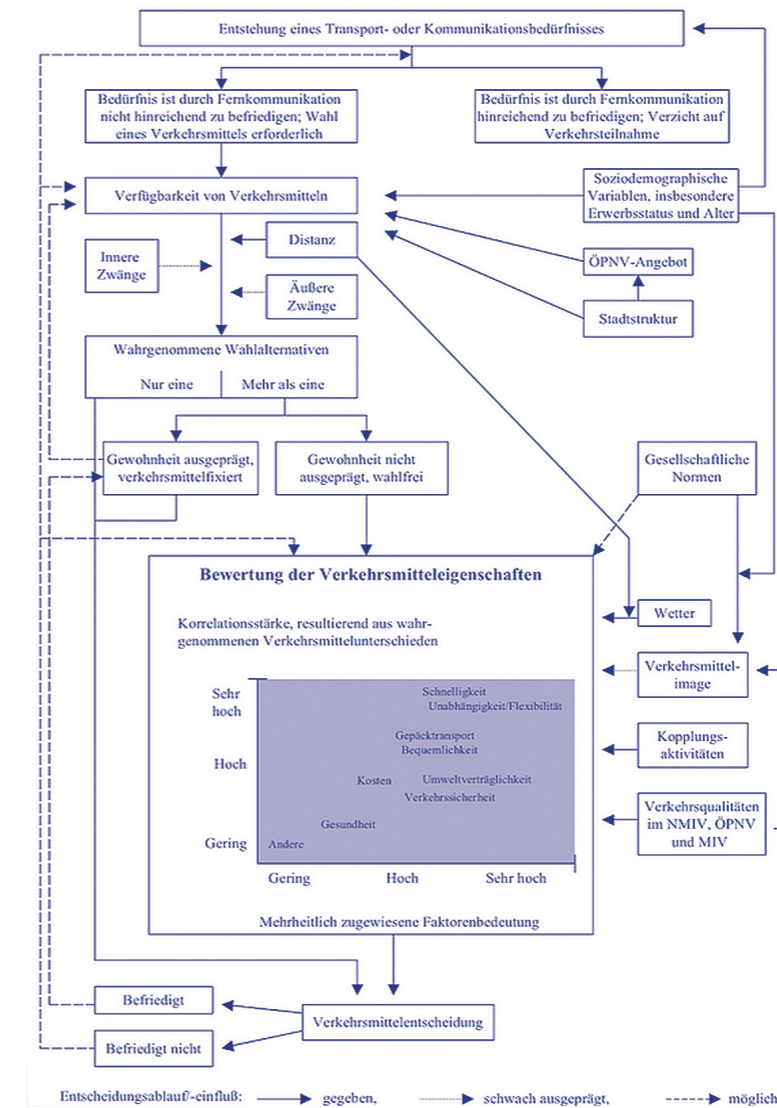 Entstehung eines Transport- oder Kommunikationsbedürfnisses
Bedürfnis ist durch Fernkommunikation
nicht hinreichend zu befriedigen; Wahl
eines Verkehrsmittels erforderlich
Bedürfnis ist durch Fernkommunikation
hinreichend zu befriedigen; Verzicht auf
Verkehrsteilnahme
Verfügbarkeit von Verkehrsmitteln
Soziodemographische
Variablen, insbesondere
Erwerbsstatus und Alter
Distanz
Innere
Zwänge
ÖPNV-Angebot
Äußere
Zwänge
Stadtstruktur
Wahrgenommene Wahlalternativen
Nur eine
Mehr als eine
Gewohnheit ausgeprägt,
verkehrsmittelfixiert
Gewohnheit nicht
ausgeprägt, wahlfrei
Gesellschaftliche
Normen
Bewertung der Verkehrsmitteleigenschaften
Korrelationsstärke, resultierend aus wahr-
genommenen Verkehrsmittelunterschieden
Wetter
Verkehrsmittel-
image
Kopplungs-
aktivitäten
Verkehrsqualitäten
im NMIV, ÖPNV
und MIV
Sehr
hoch
Hoch
Gering
Schnelligkeit
Unabhängigkeit/Flexibilität
Gepäcktransport
Bequemlichkeit
Kosten
Umweltverträglichkeit
Verkehrssicherheit
Gesundheit
Andere
Gering
Hoch
Sehr hoch
Mehrheitlich zugewiesene Faktorenbedeutung
Befriedigt
Verkehrsmittelentscheidung
Befriedigt nicht
Entscheidungsablauf/-einfluß: gegeben, schwach ausgeprägt, möglich